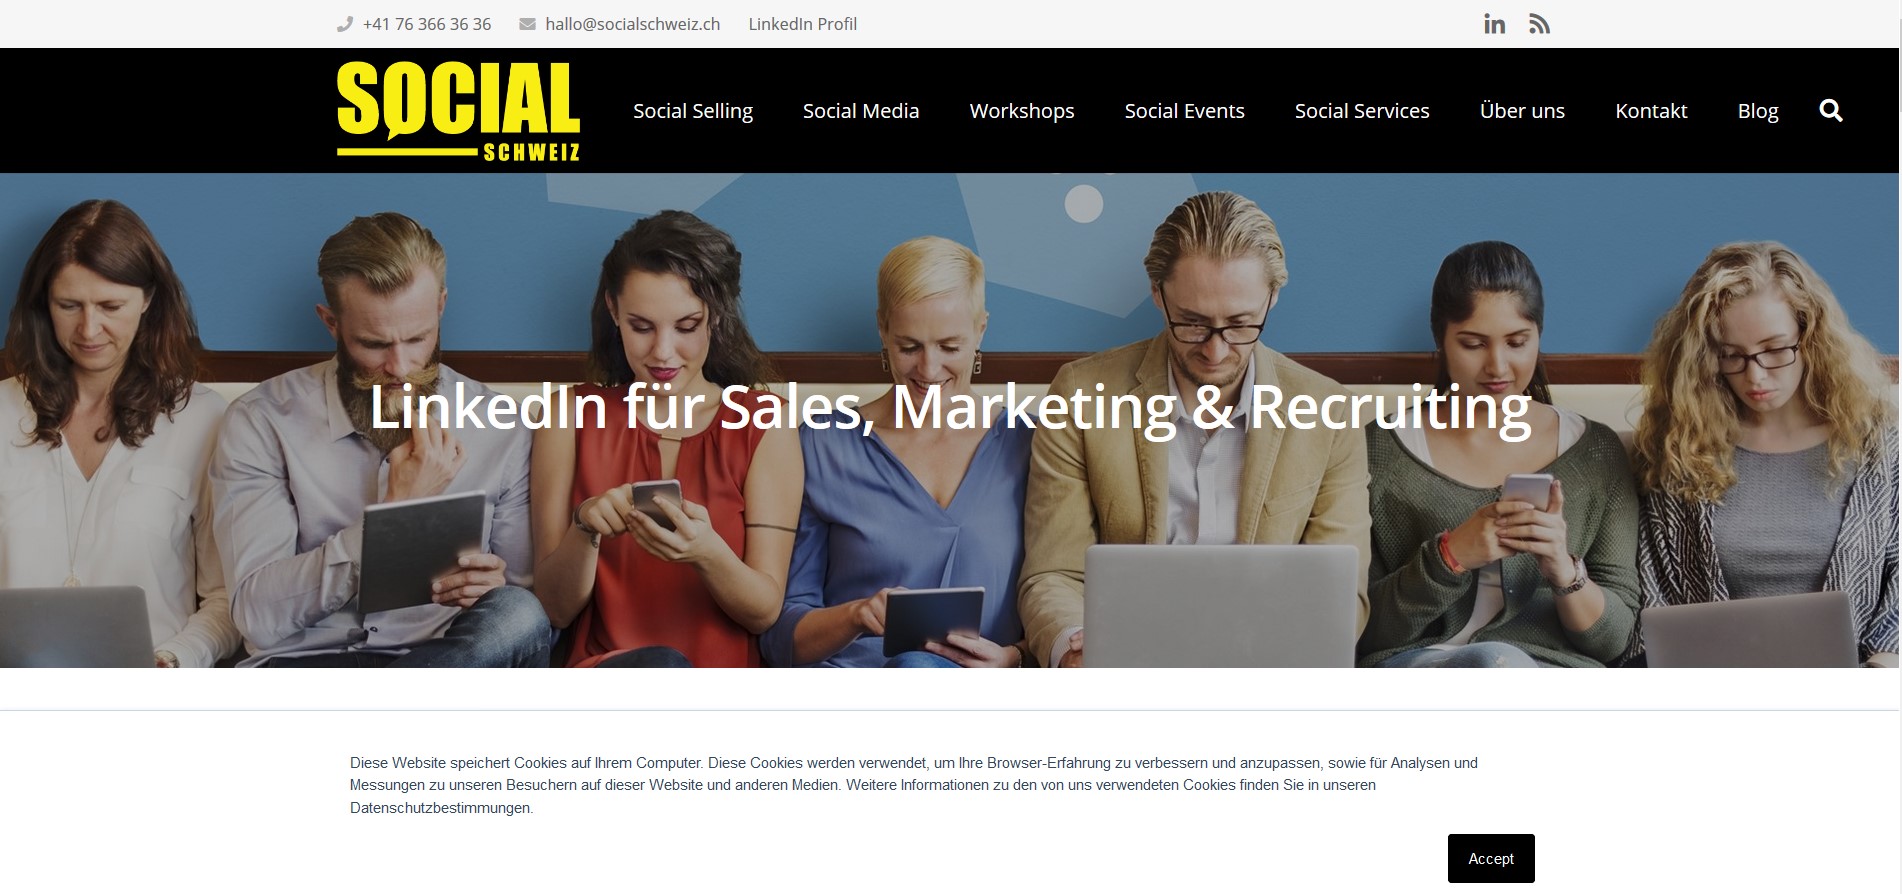 +41 76 366 36 36 hallo@socialschweiz.ch LinkedIn Profil
SOCIAL
SCHWEIZ
Social Selling Social Media Workshops Social Events Social Services Über uns Kontakt Blog
LinkedIn für Sales, Marketing & Recruiting
Diese Website speichert Cookies auf Ihrem Computer. Diese Cookies werden verwendet, um Ihre Browser-Erfahrung zu verbessern und anzupassen, sowie für Analysen und
Messungen zu unseren Besuchern auf dieser Website und anderen Medien. Weitere Informationen zu den von uns verwendeten Cookies finden Sie in unseren
Datenschutzbestimmungen.
Accept